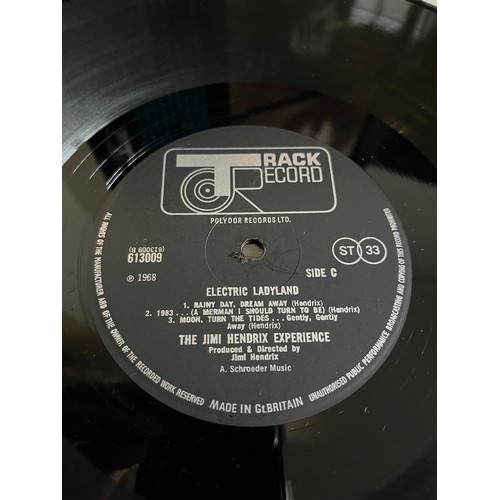 TRACK
RECORD
POLYDOR RECORDS LTD.
(613009 B)
613009
℗ 1968
ST 33
SIDE C
ELECTRIC LADYLAND
1. RAINY DAY, DREAM AWAY (Hendrix)
2. 1983...(A MERMAN I SHOULD TURN TO BE) (Hendrix)
3. MOON, TURN THE TIDES...Gently, Gently
Away (Hendrix)
THE JIMI HENDRIX EXPERIENCE
Produced & Directed by
Jimi Hendrix
A. Schroeder Music
ALL RIGHTS OF THE MANUFACTURER AND OF THE OWNER OF THE RECORDED WORK RESERVED
MADE IN Gt.BRITAIN
UNAUTHORISED PUBLIC PERFORMANCE BROADCASTING AND COPYING OF THIS RECORD PROHIBITED